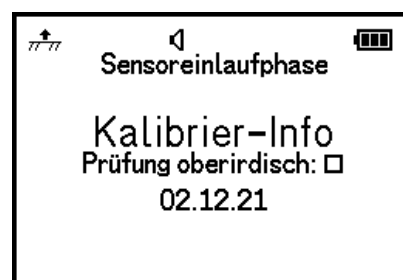 Sensoreinlaufphase
Kalibrier-Info
Prüfung oberirdisch:
02.12.21